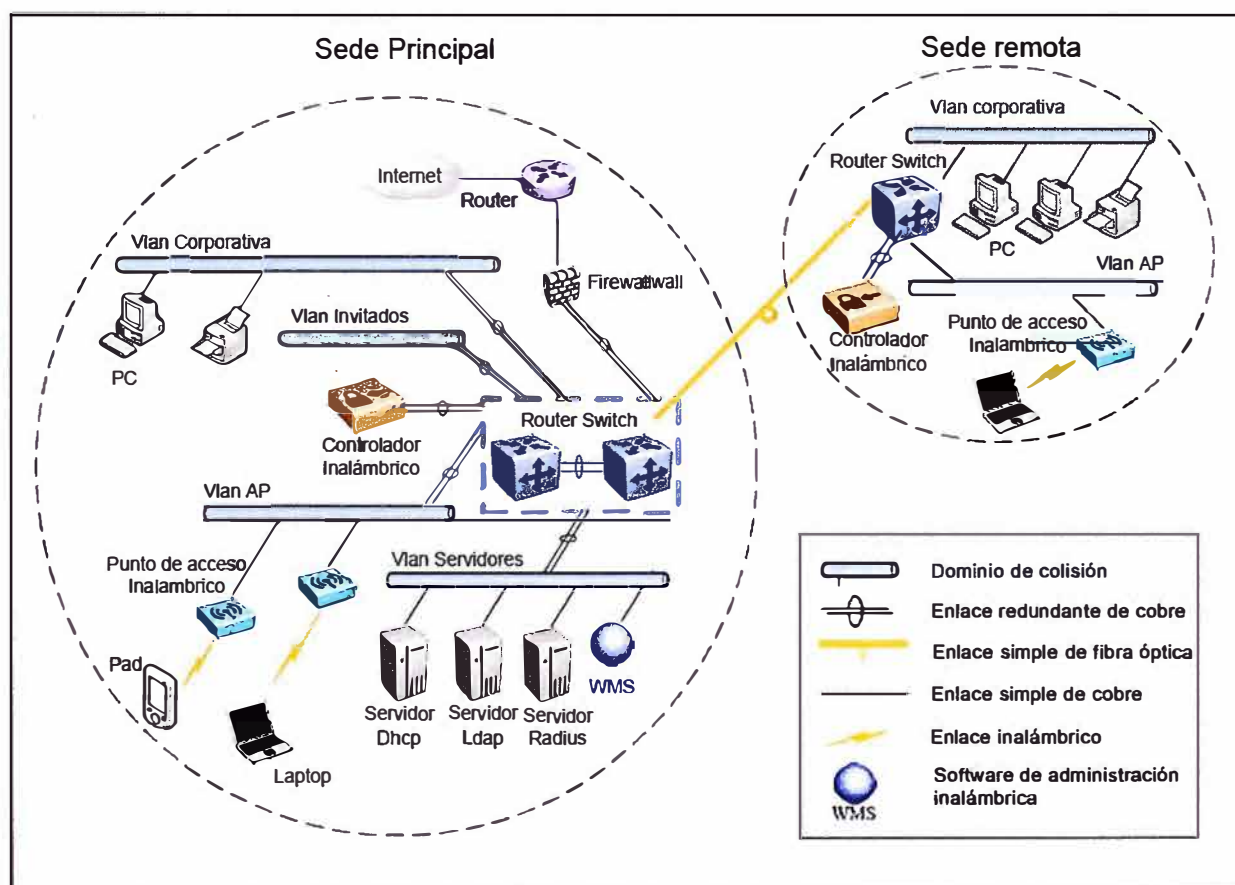 Sede Principal
Sede remota
Vlan corporativa
Router Switch
PC
Vlan AP
Controlador
Inalámbrico
Punto de acceso
Inalambrico
Internet
Router
Firewallwall
Vlan Corporativa
PC
Vlan Invitados
Controlador
Inalámbrico
Router Switch
Vlan AP
Punto de acceso
Inalambrico
Pad
Laptop
Vlan Servidores
Servidor
Dhcp
Servidor
Ldap
Servidor
Radius
WMS
Dominio de colisión
Enlace redundante de cobre
Enlace simple de fibra óptica
Enlace simple de cobre
Enlace inalámbrico
Software de administración
inalámbrica
WMS